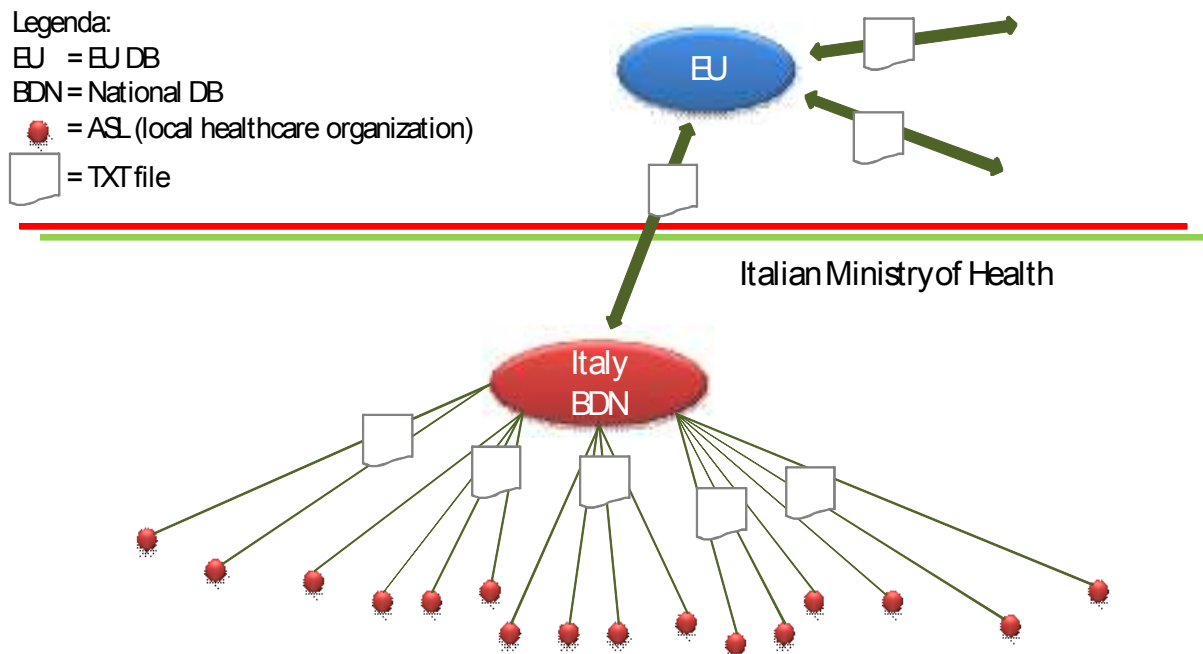 Legenda:
EU = EU DB
BDN = National DB
= ASL (local healthcare organization)
= TXT file
EU
Italian Ministry of Health
Italy
BDN